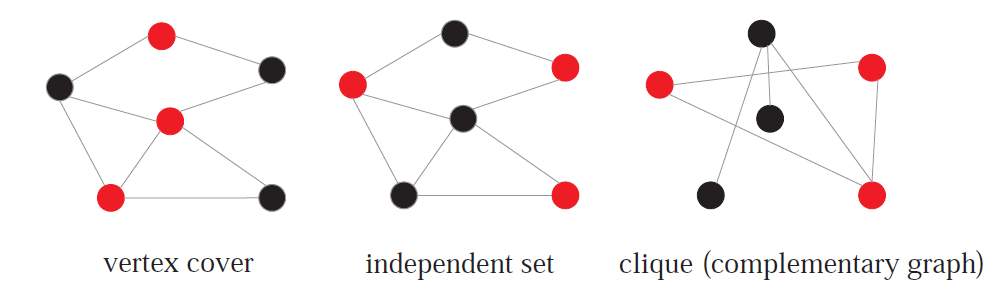 vertex cover
independent set
clique (complementary graph)